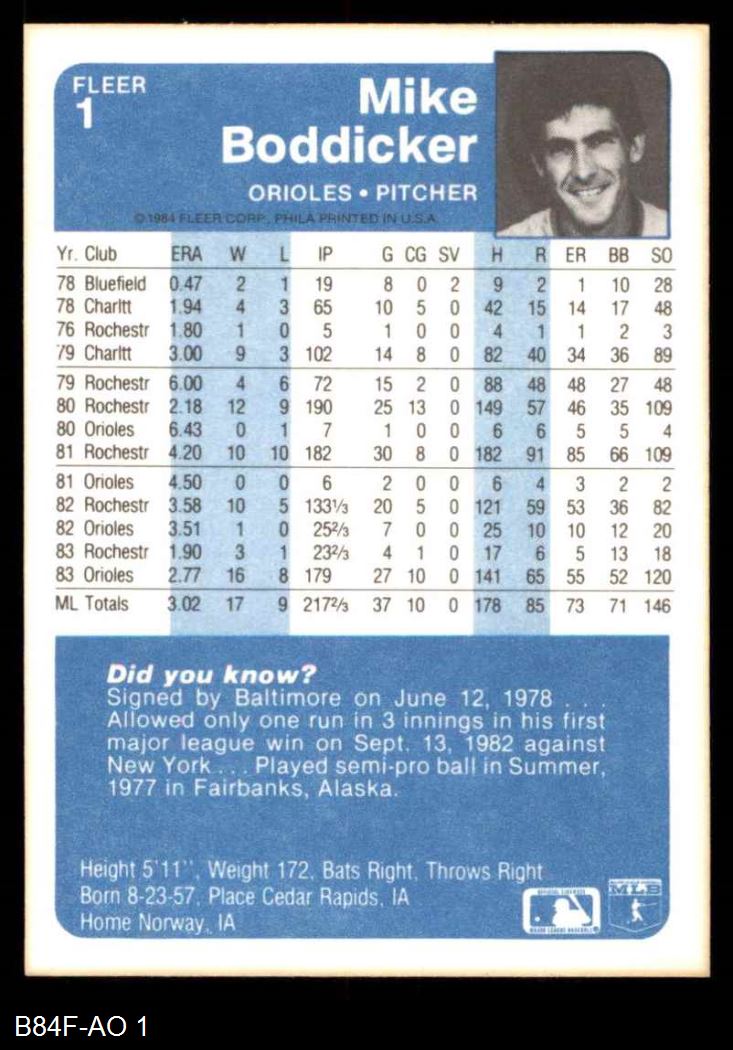 FLEER
1
Mike
Boddicker
ORIOLES • PITCHER
©1984 FLEER CORP., PHILA PRINTED IN U.S.A.
Yr. Club ERA W L IP G CG SV H R ER BB SO
78 Bluefield 0.47 2 1 19 8 0 2 9 2 1 10 28
78 Charltt 1.94 4 3 65 10 5 0 42 15 14 17 48
76 Rochestr 1.80 1 0 5 1 0 0 4 1 1 2 3
79 Charltt 3.00 9 3 102 14 8 0 82 40 34 36 89
79 Rochestr 6.00 4 6 72 15 2 0 88 48 48 27 48
80 Rochestr 2.18 12 9 190 25 13 0 149 57 46 35 109
80 Orioles 6.43 0 1 7 1 0 0 6 6 5 5 4
81 Rochestr 4.20 10 10 182 30 8 0 182 91 85 66 109
81 Orioles 4.50 0 0 6 2 0 0 6 4 3 2 2
82 Rochestr 3.58 10 5 133 1/3 20 5 0 121 59 53 36 82
82 Orioles 3.51 1 0 25 2/3 7 0 0 25 10 10 12 20
83 Rochestr 1.90 3 1 23 2/3 4 1 0 17 6 5 13 18
83 Orioles 2.77 16 8 179 27 10 0 141 65 55 52 120
ML Totals 3.02 17 9 217 2/3 37 10 0 178 85 73 71 146
Did you know?
Signed by Baltimore on June 12, 1978 . . .
Allowed only one run in 3 innings in his first
major league win on Sept. 13, 1982 against
New York . . . Played semi-pro ball in Summer,
1977 in Fairbanks, Alaska.
Height 5'11'', Weight 172, Bats Right, Throws Right
Born 8-23-57, Place Cedar Rapids, IA
Home Norway, IA
MLB
B84F-AO 1